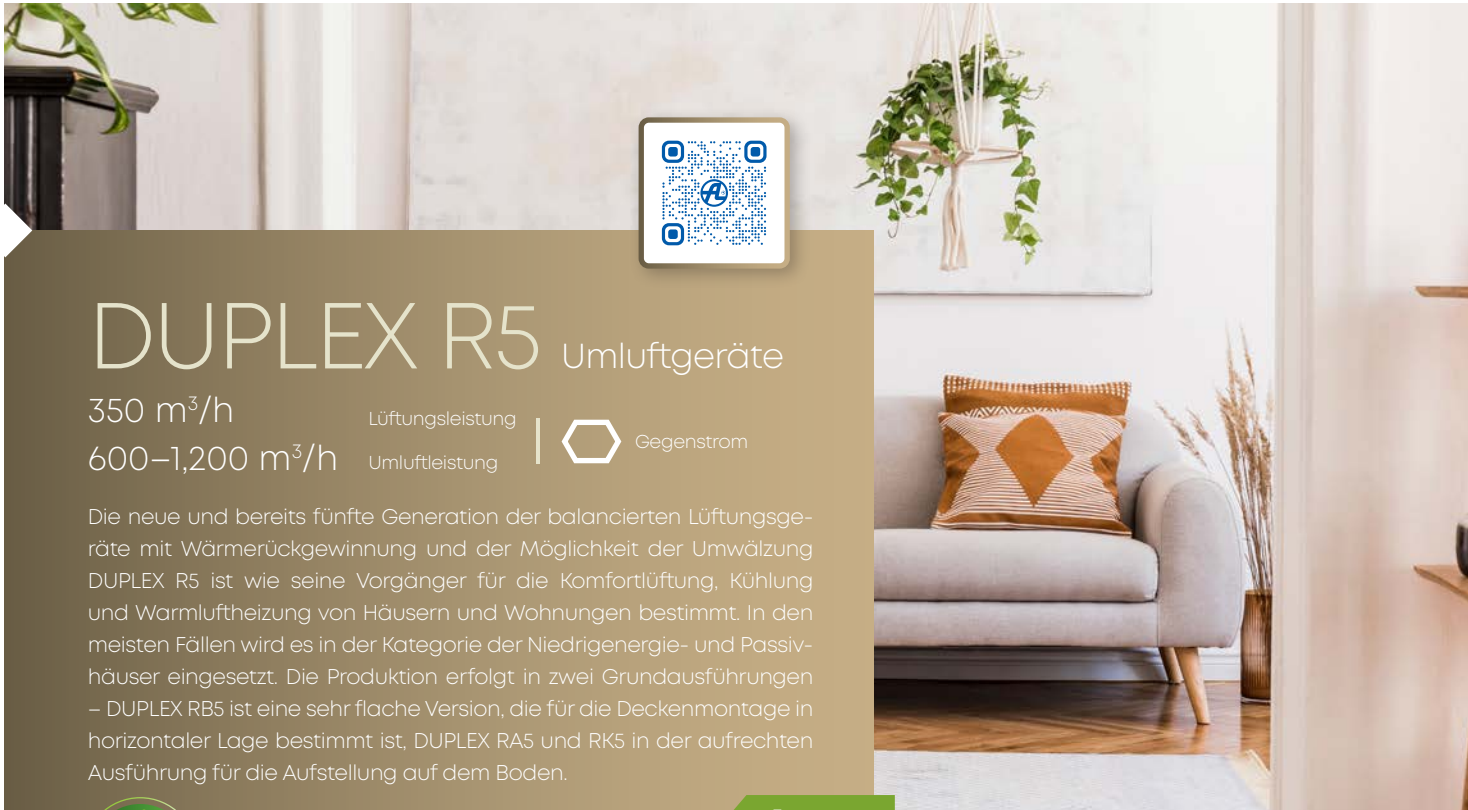 DUPLEX R5 Umluftgeräte
350 m³/h Lüftungsleistung
600–1,200 m³/h Umluftleistung
Gegenstrom
Die neue und bereits fünfte Generation der balancierten Lüftungsge-
räte mit Wärmerückgewinnung und der Möglichkeit der Umwälzung
DUPLEX R5 ist wie seine Vorgänger für die Komfortlüftung, Kühlung
und Warmluftheizung von Häusern und Wohnungen bestimmt. In den
meisten Fällen wird es in der Kategorie der Niedrigenergie- und Passiv-
häuser eingesetzt. Die Produktion erfolgt in zwei Grundausführungen
– DUPLEX RB5 ist eine sehr flache Version, die für die Deckenmontage in
horizontaler Lage bestimmt ist, DUPLEX RA5 und RK5 in der aufrechten
Ausführung für die Aufstellung auf dem Boden.